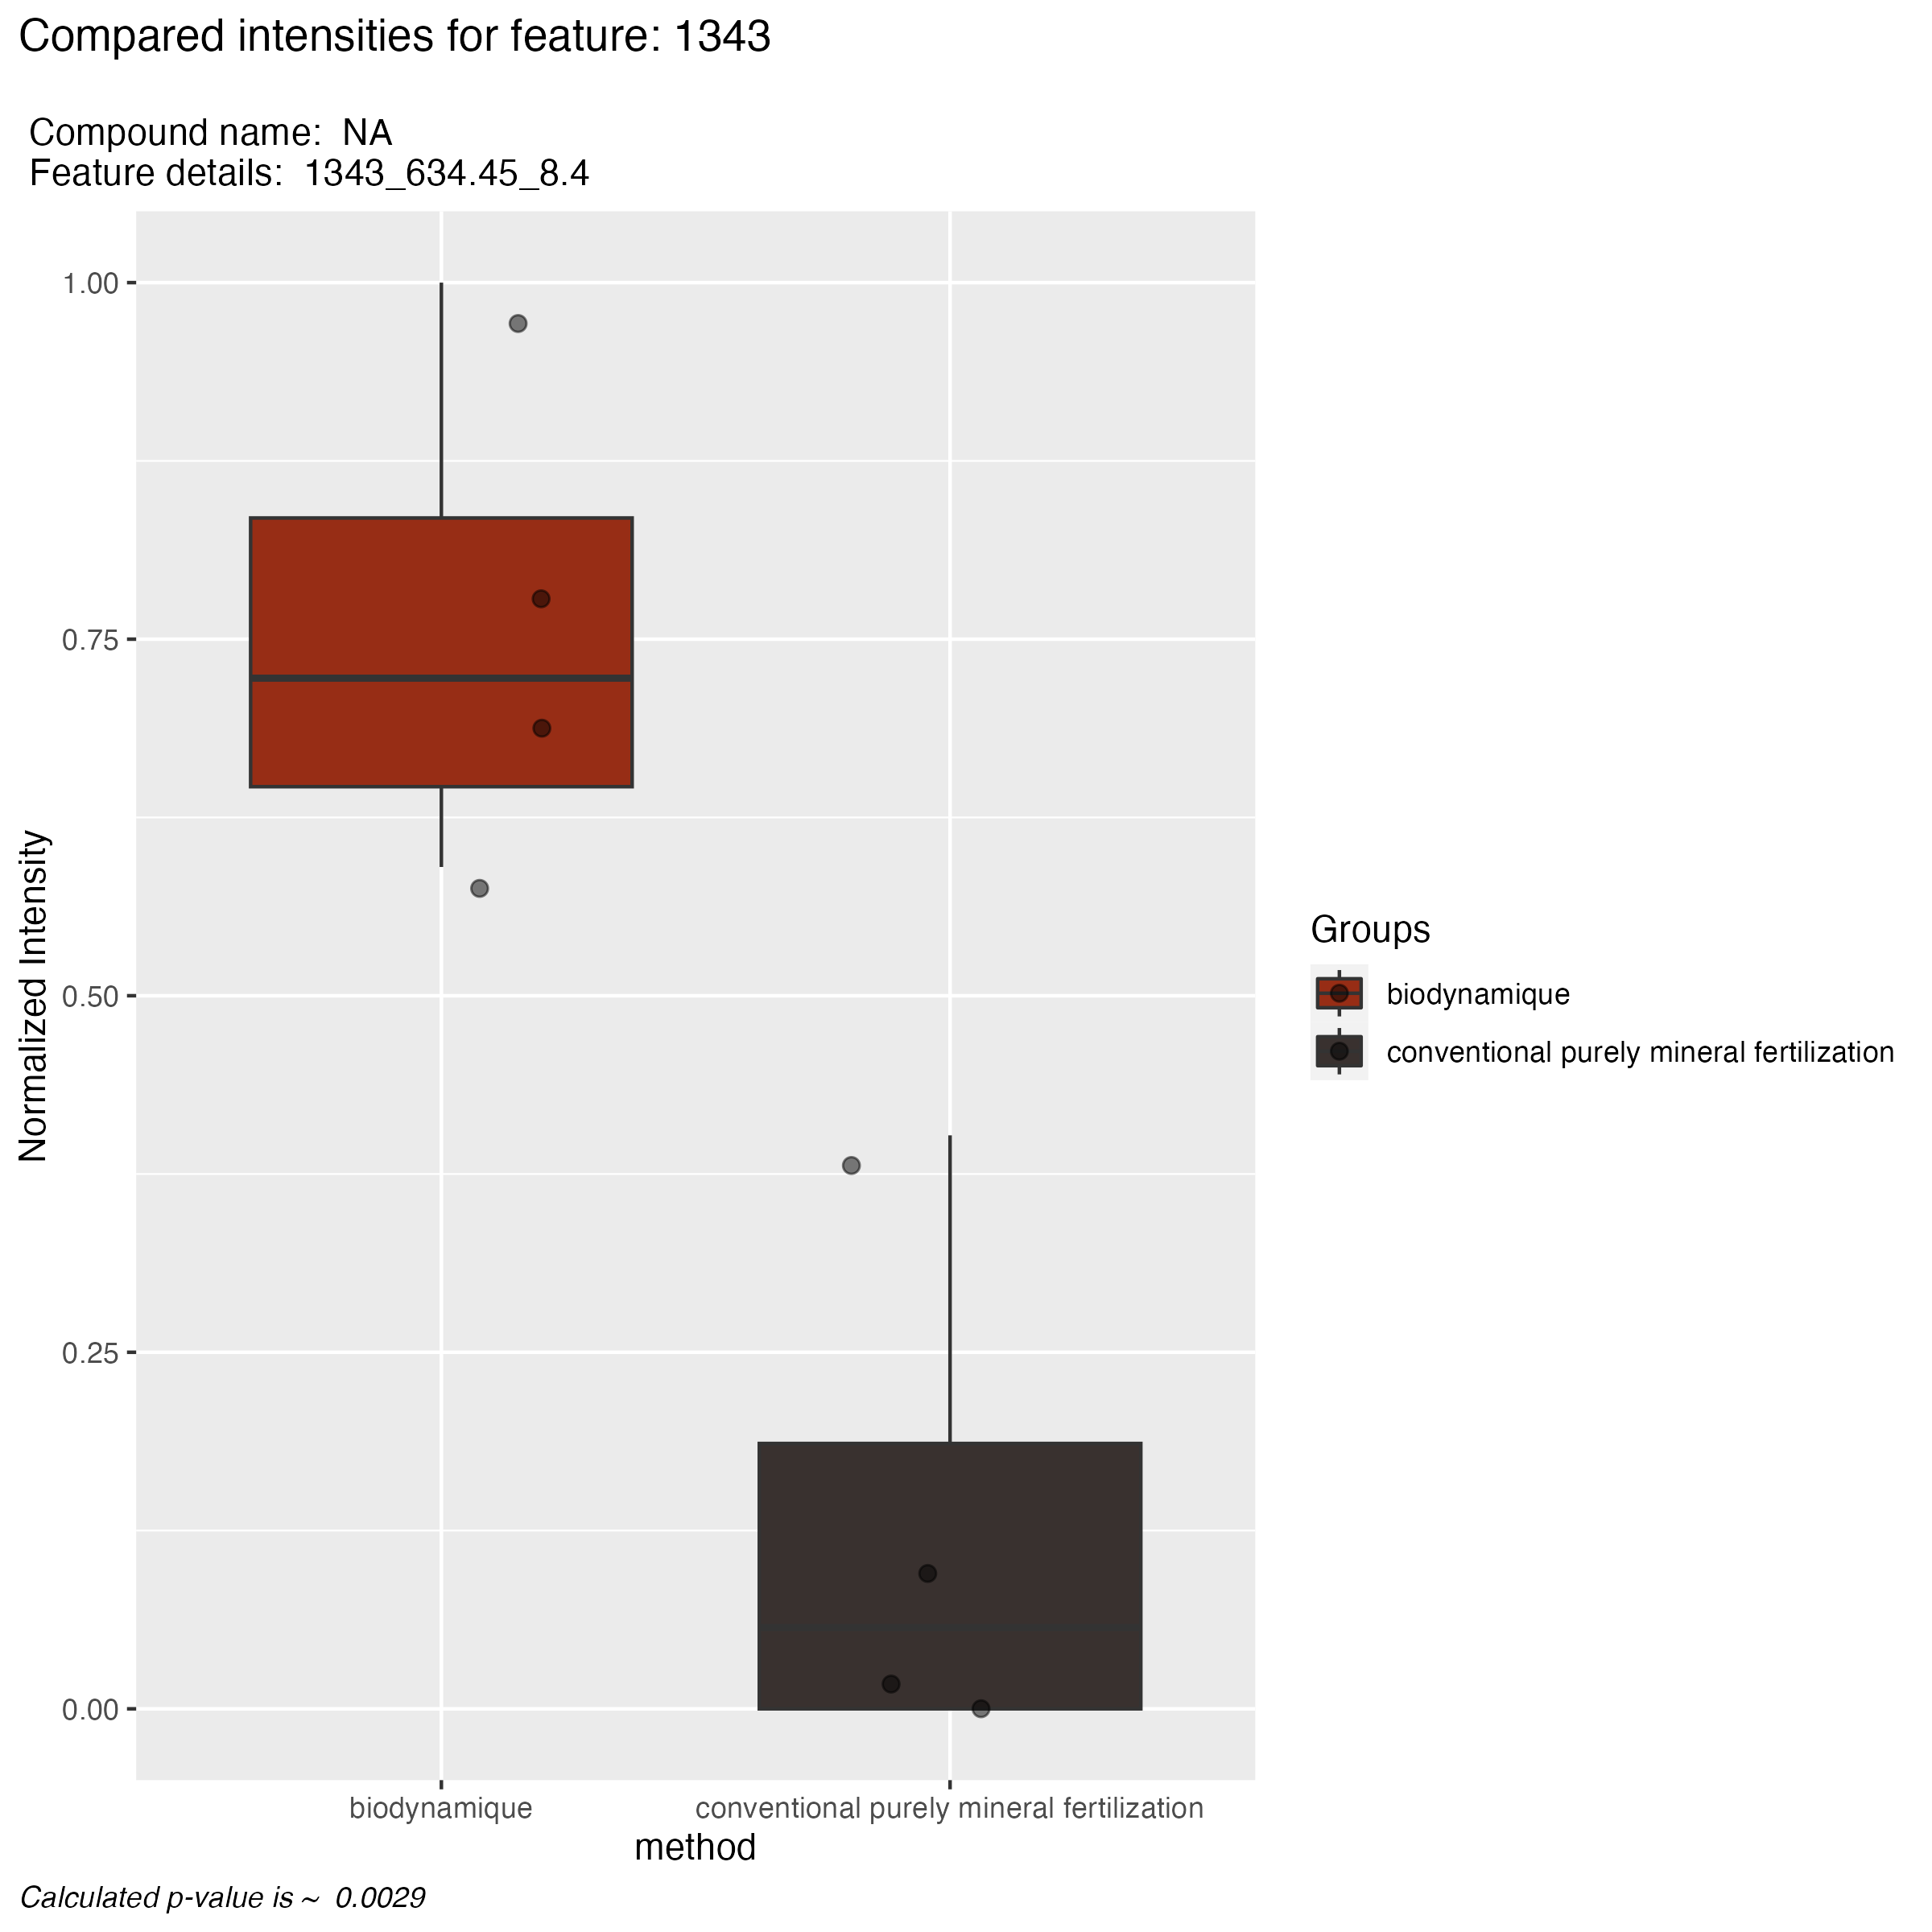 Compared intensities for feature: 1343
Compound name:  NA
Feature details:  1343_634.45_8.4
1.00
0.75
0.50
0.25
0.00
Normalized Intensity
biodynamique
conventional purely mineral fertilization
method
Groups
biodynamique
conventional purely mineral fertilization
Calculated p-value is ~  0.0029